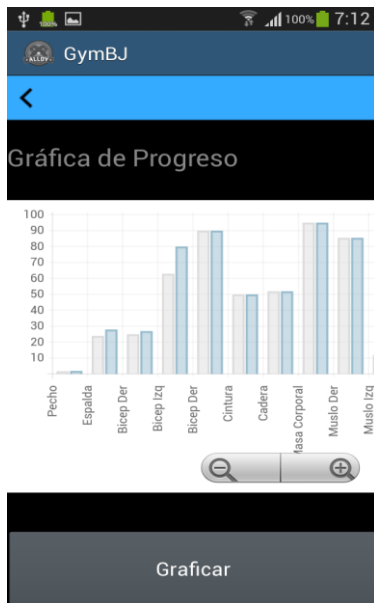 100% 7:12
ALLOY
GymBJ
Gráfica de Progreso
100
90
80
70
60
50
40
30
20
10
Pecho
Espalda
Bicep Der
Bicep Izq
Bicep Der
Cintura
Cadera
Masa Corporal
Muslo Der
Muslo Izq
Graficar